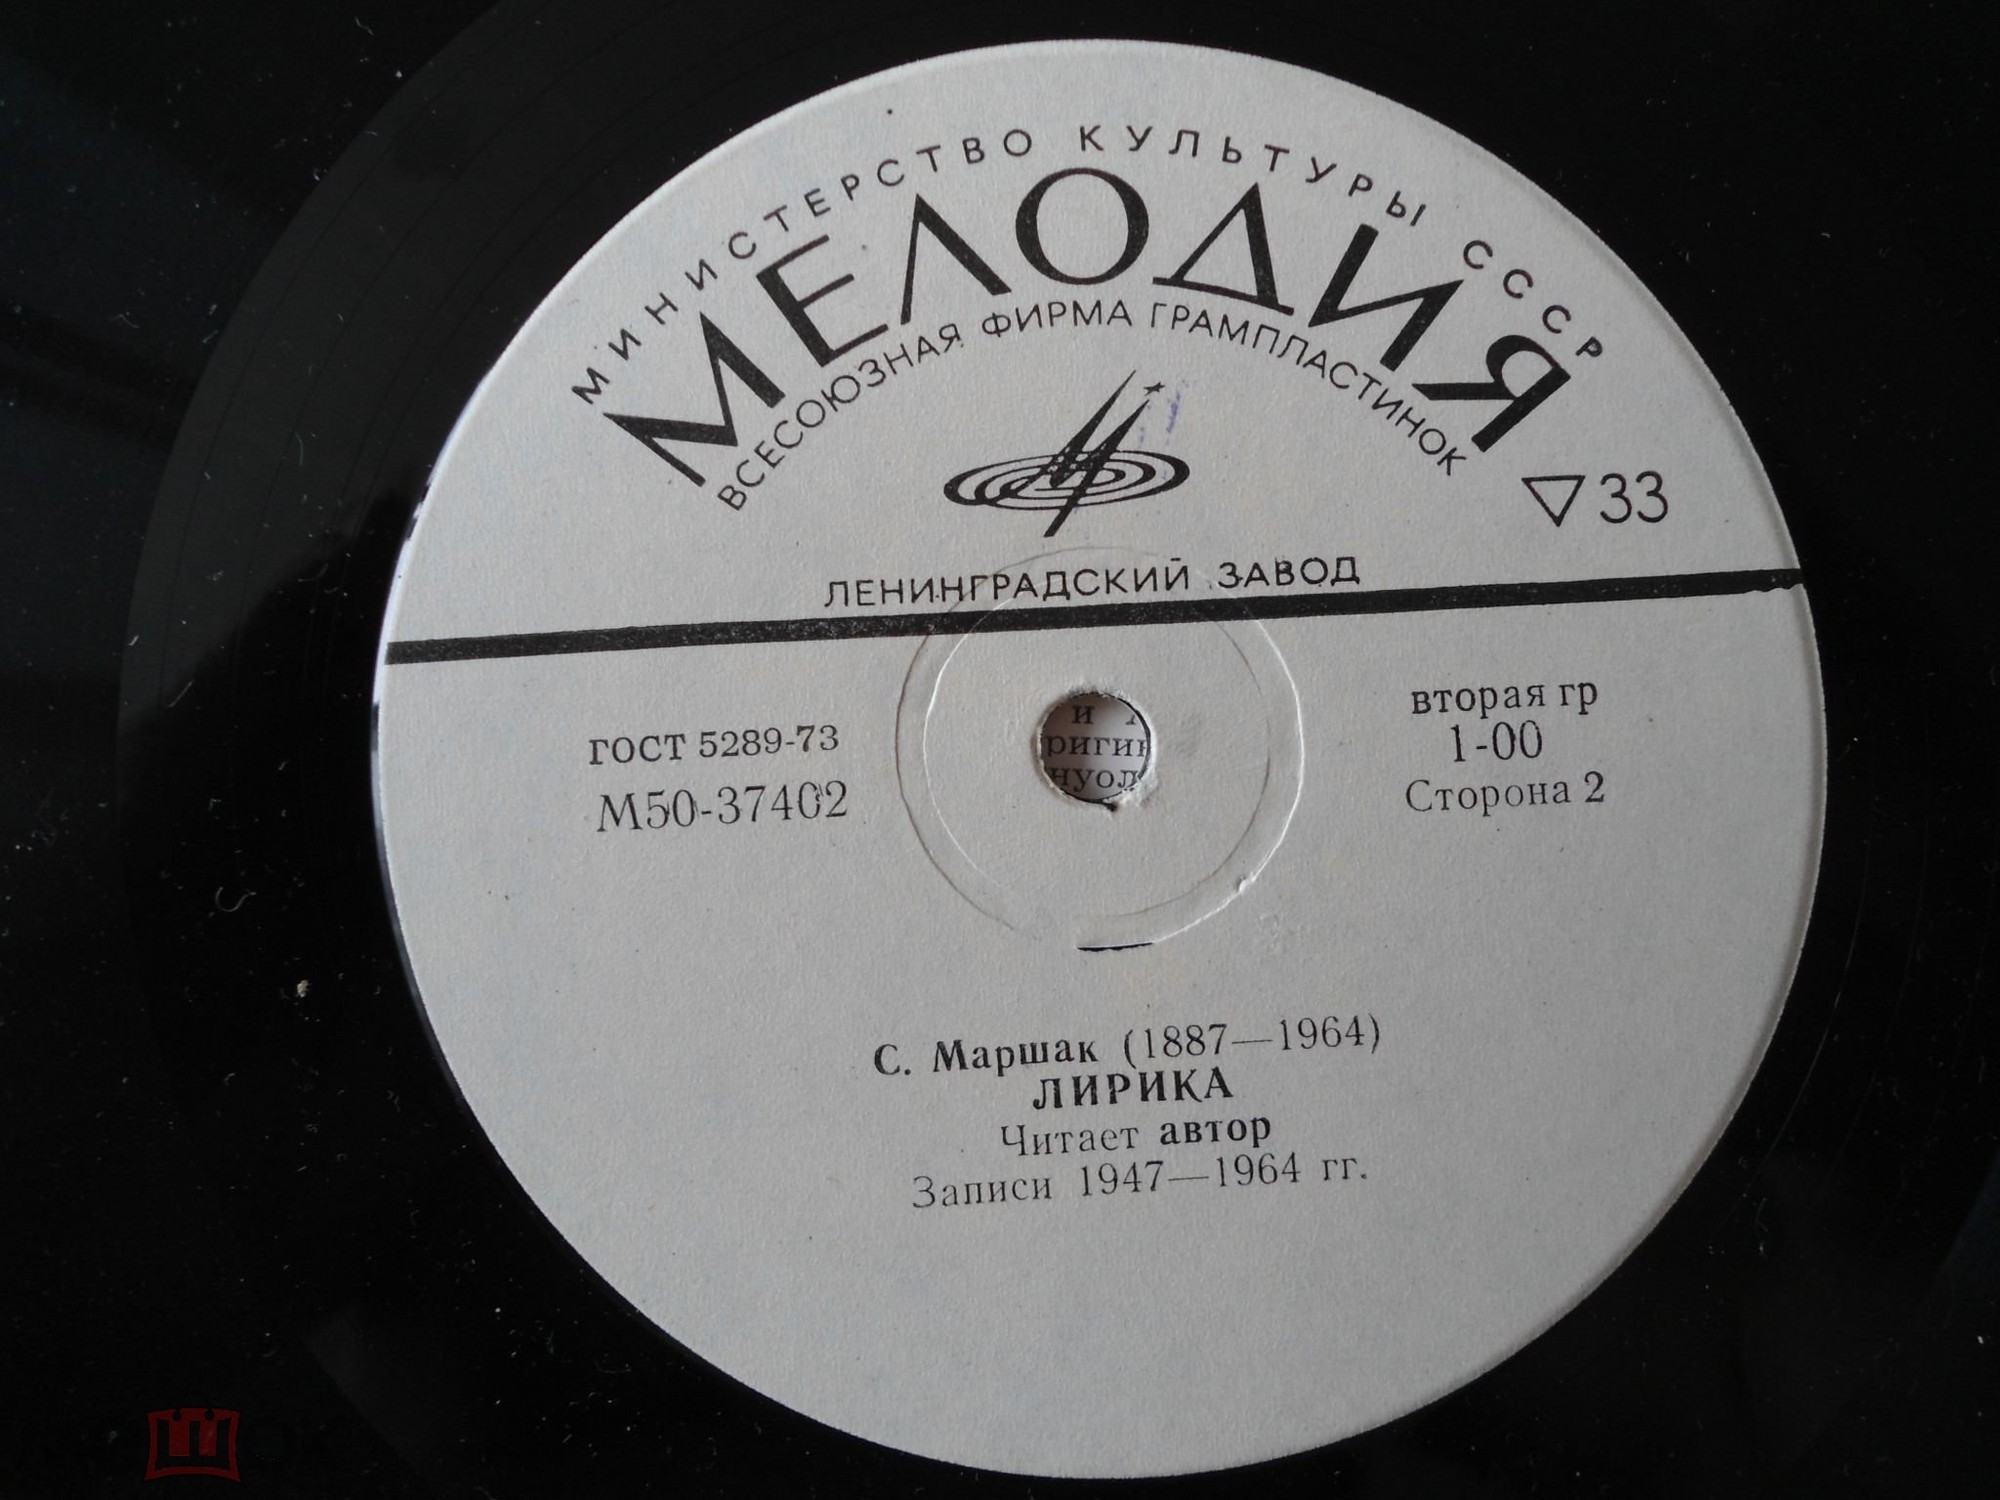 МИНИСТЕРСТВО КУЛЬТУРЫ СССР
МЕЛОДИЯ
ВСЕСОЮЗНАЯ ФИРМА ГРАМПЛАСТИНОК
33
ЛЕНИНГРАДСКИЙ ЗАВОД
ГОСТ 5289-73
М50-37402
вторая гр
1-00
Сторона 2
С. Маршак (1887—1964)
ЛИРИКА
Читает автор
Записи 1947—1964 гг.